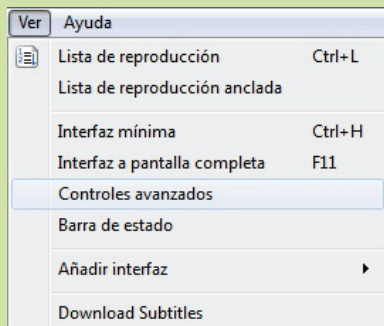 Ver Ayuda
Lista de reproducción Ctrl+L
Lista de reproducción anclada
Interfaz mínima Ctrl+H
Interfaz a pantalla completa F11
Controles avanzados
Barra de estado
Añadir interfaz
Download Subtitles